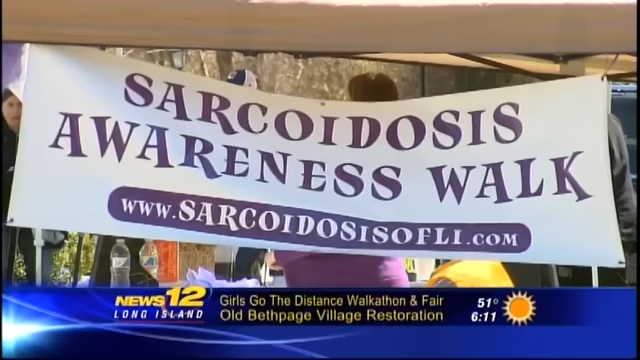 SARCOIDOSIS
AWARENESS WALK
WWW.SARCOIDOSISOFLI.COM
NEWS 12
LONG ISLAND
Girls Go The Distance Walkathon & Fair
Old Bethpage Village Restoration
51°
6:11